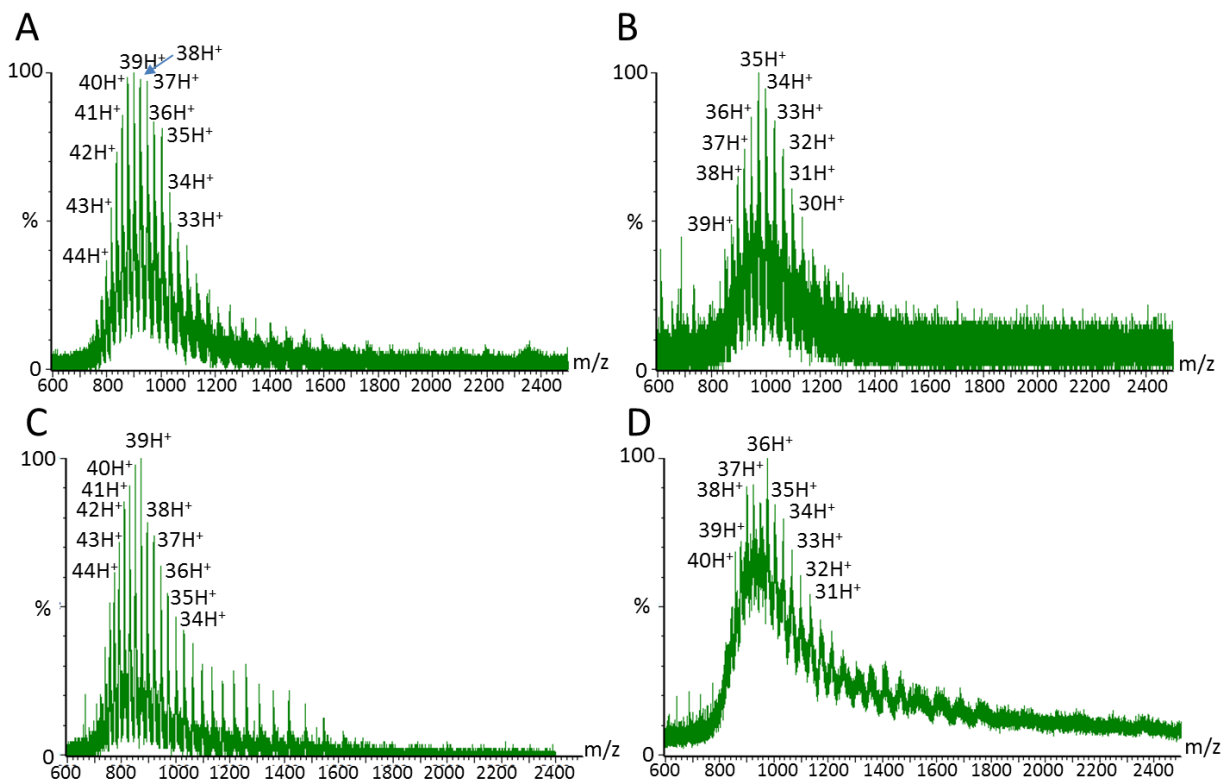 A
39H⁺ 38H⁺
100
40H⁺ 37H⁺
41H⁺ 36H⁺
35H⁺
42H⁺
34H⁺
43H⁺ 33H⁺
%
44H⁺
0
m/z
600 800 1000 1200 1400 1600 1800 2000 2200 2400
B
35H⁺
100
34H⁺
36H⁺ 33H⁺
37H⁺ 32H⁺
38H⁺ 31H⁺
30H⁺
%
39H⁺
0
m/z
600 800 1000 1200 1400 1600 1800 2000 2200 2400
C
39H⁺
100
40H⁺
41H⁺
42H⁺ 38H⁺
43H⁺ 37H⁺
44H⁺ 36H⁺
35H⁺
% 34H⁺
0
m/z
600 800 1000 1200 1400 1600 1800 2000 2200 2400
D
36H⁺
100
37H⁺
38H⁺ 35H⁺
34H⁺
39H⁺ 33H⁺
40H⁺ 32H⁺
31H⁺
%
0
m/z
600 800 1000 1200 1400 1600 1800 2000 2200 2400